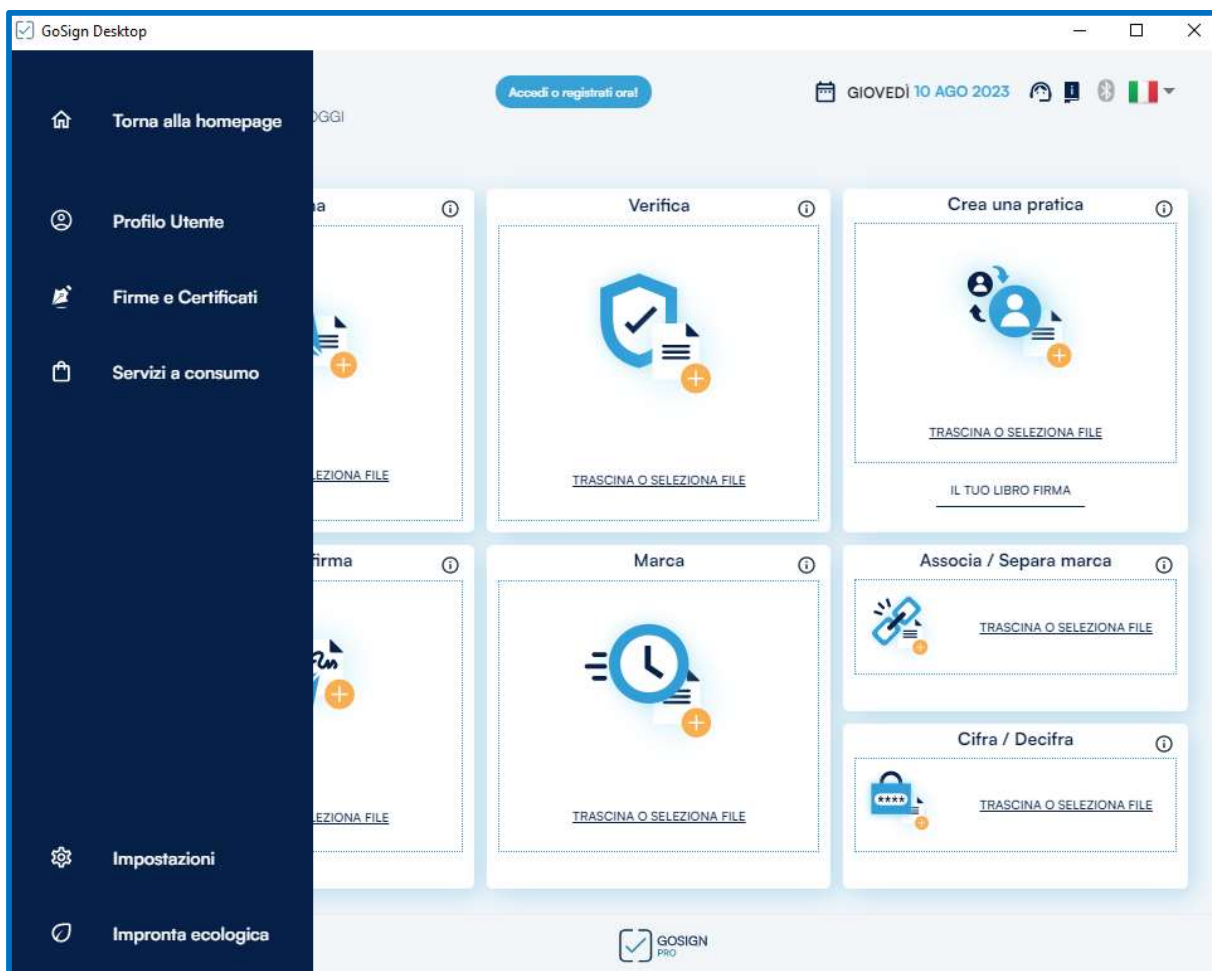 GoSign Desktop
Accedi o registrati ora!
GIOVEDÌ 10 AGO 2023
Torna alla homepage
Profilo Utente
Firme e Certificati
Servizi a consumo
Impostazioni
Impronta ecologica
Verifica
TRASCINA O SELEZIONA FILE
Crea una pratica
TRASCINA O SELEZIONA FILE
IL TUO LIBRO FIRMA
Marca
TRASCINA O SELEZIONA FILE
Associa / Separa marca
TRASCINA O SELEZIONA FILE
Cifra / Decifra
****
TRASCINA O SELEZIONA FILE
FILE
FILE
GOSIGN
PRO